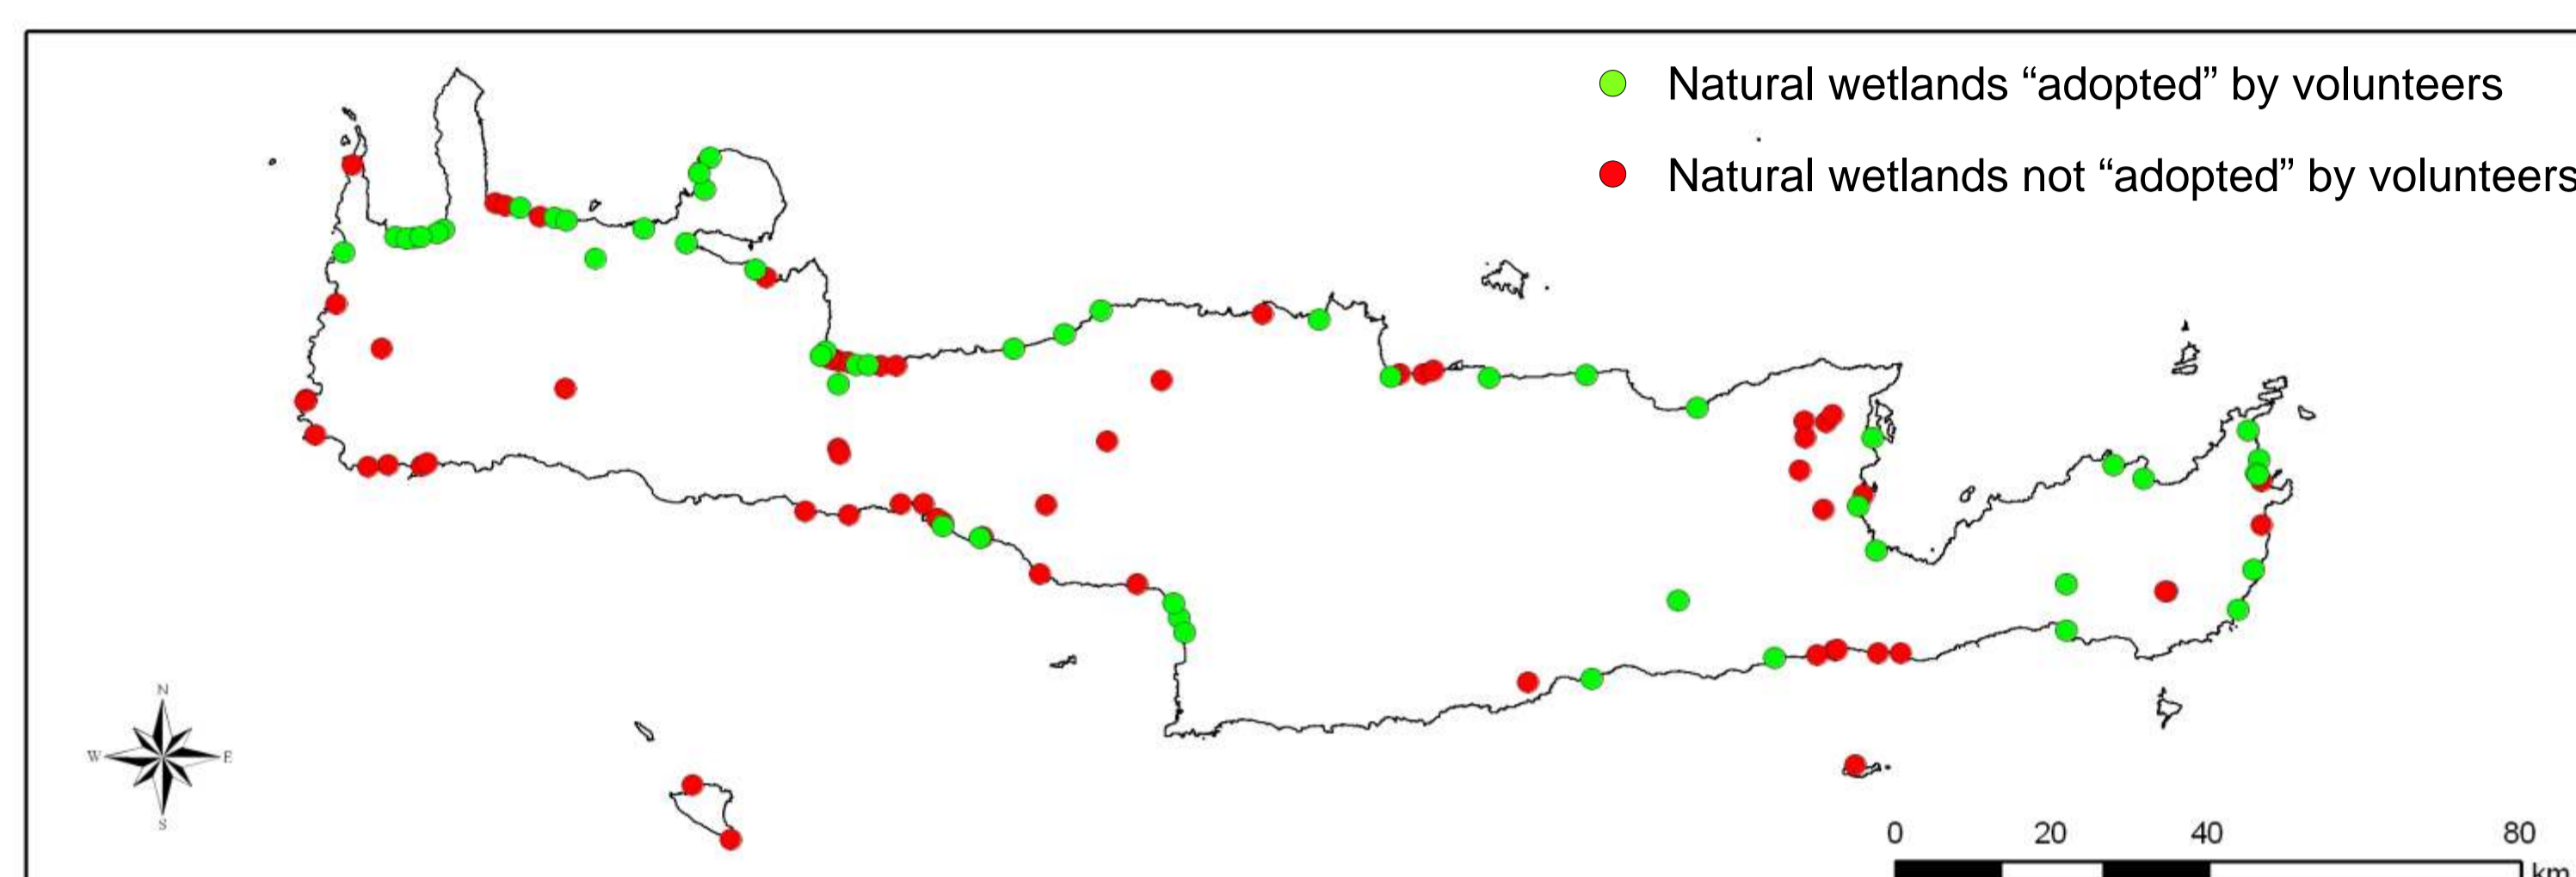 Natural wetlands “adopted” by volunteers
Natural wetlands not “adopted” by volunteers
N
W E
S
0 20 40 80
km